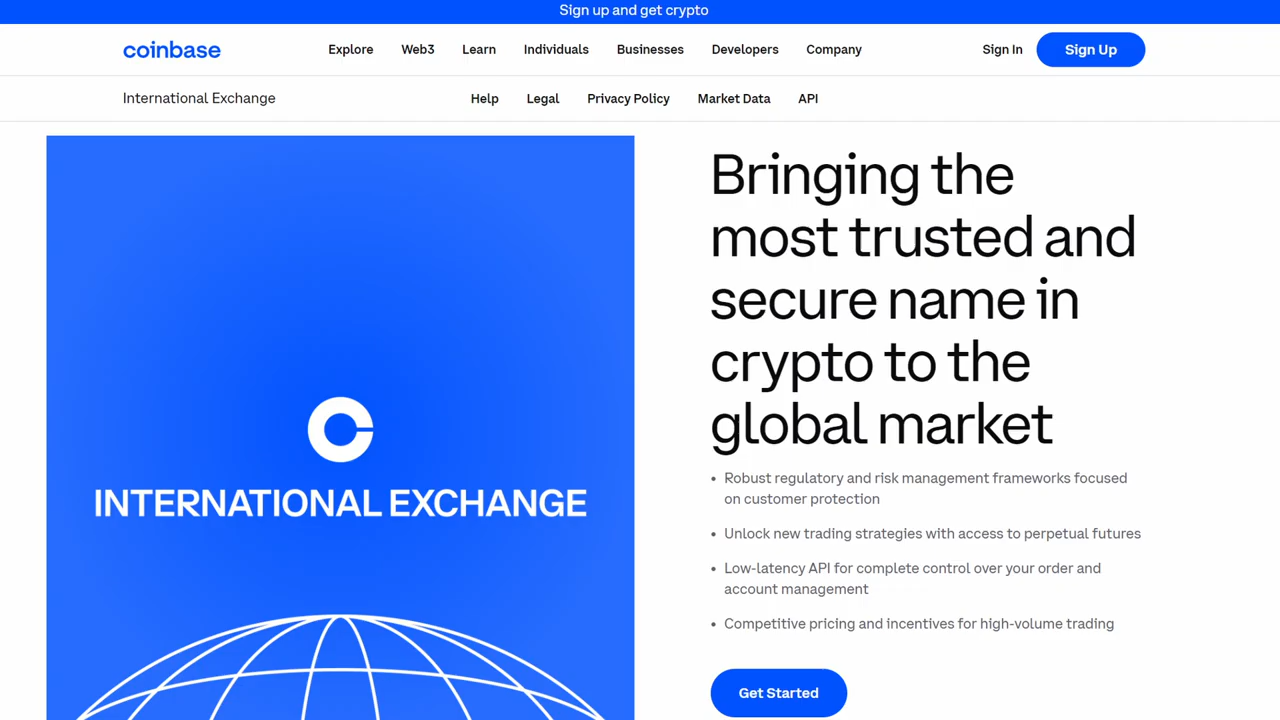 Sign up and get crypto
coinbase
Explore
Web3
Learn
Individuals
Businesses
Developers
Company
Sign In
Sign Up
International Exchange
Help
Legal
Privacy Policy
Market Data
API
INTERNATIONAL EXCHANGE
Bringing the
most trusted and
secure name in
crypto to the
global market
• Robust regulatory and risk management frameworks focused
on customer protection
• Unlock new trading strategies with access to perpetual futures
• Low-latency API for complete control over your order and
account management
• Competitive pricing and incentives for high-volume trading
Get Started